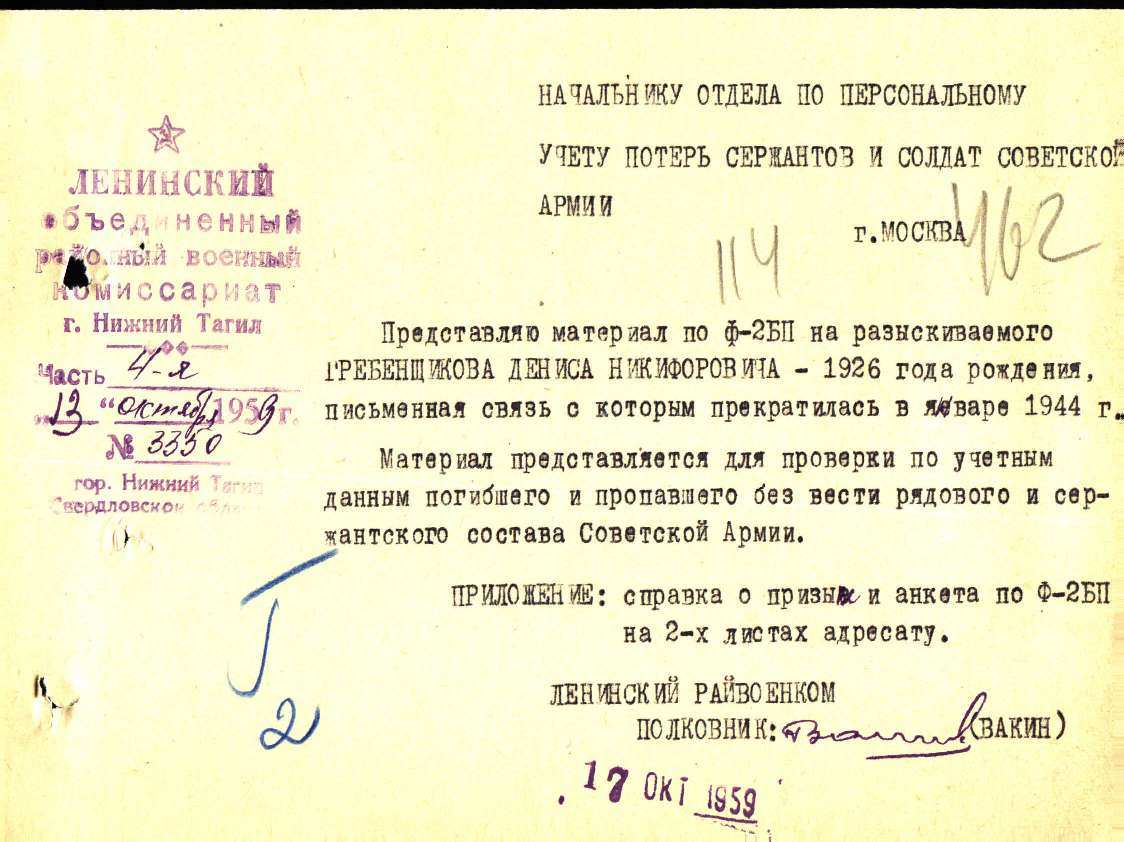 НАЧАЛЬНИКУ ОТДЕЛА ПО ПЕРСОНАЛЬНОМУ
УЧЕТУ ПОТЕРЬ СЕРЖАНТОВ И СОЛДАТ СОВЕТСКОЙ
АРМИИ
г.МОСКВА
114
462
ЛЕНИНСКИЙ
объединенный
районный военный
комиссариат
г. Нижний Тагил
Часть 4-я
„13“ октября 1959 г.
№ 3350
гор. Нижний Тагил
Свердловской
Представляю материал по ф-2БП на разыскиваемого
ГРЕБЕНЩИКОВА ДЕНИСА НИКИФОРОВИЧА - 1926 года рождения,
письменная связь с которым прекратилась в январе 1944 г.
Материал представляется для проверки по учетным
данным погибшего и пропавшего без вести рядового и сер-
жантского состава Советской Армии.
ПРИЛОЖЕНИЕ: справка о призыве и анкета по Ф-2БП
на 2-х листах адресату.
2
ЛЕНИНСКИЙ РАЙВОЕНКОМ
ПОЛКОВНИК: (ВАКИН)
17 ОКТ 1959